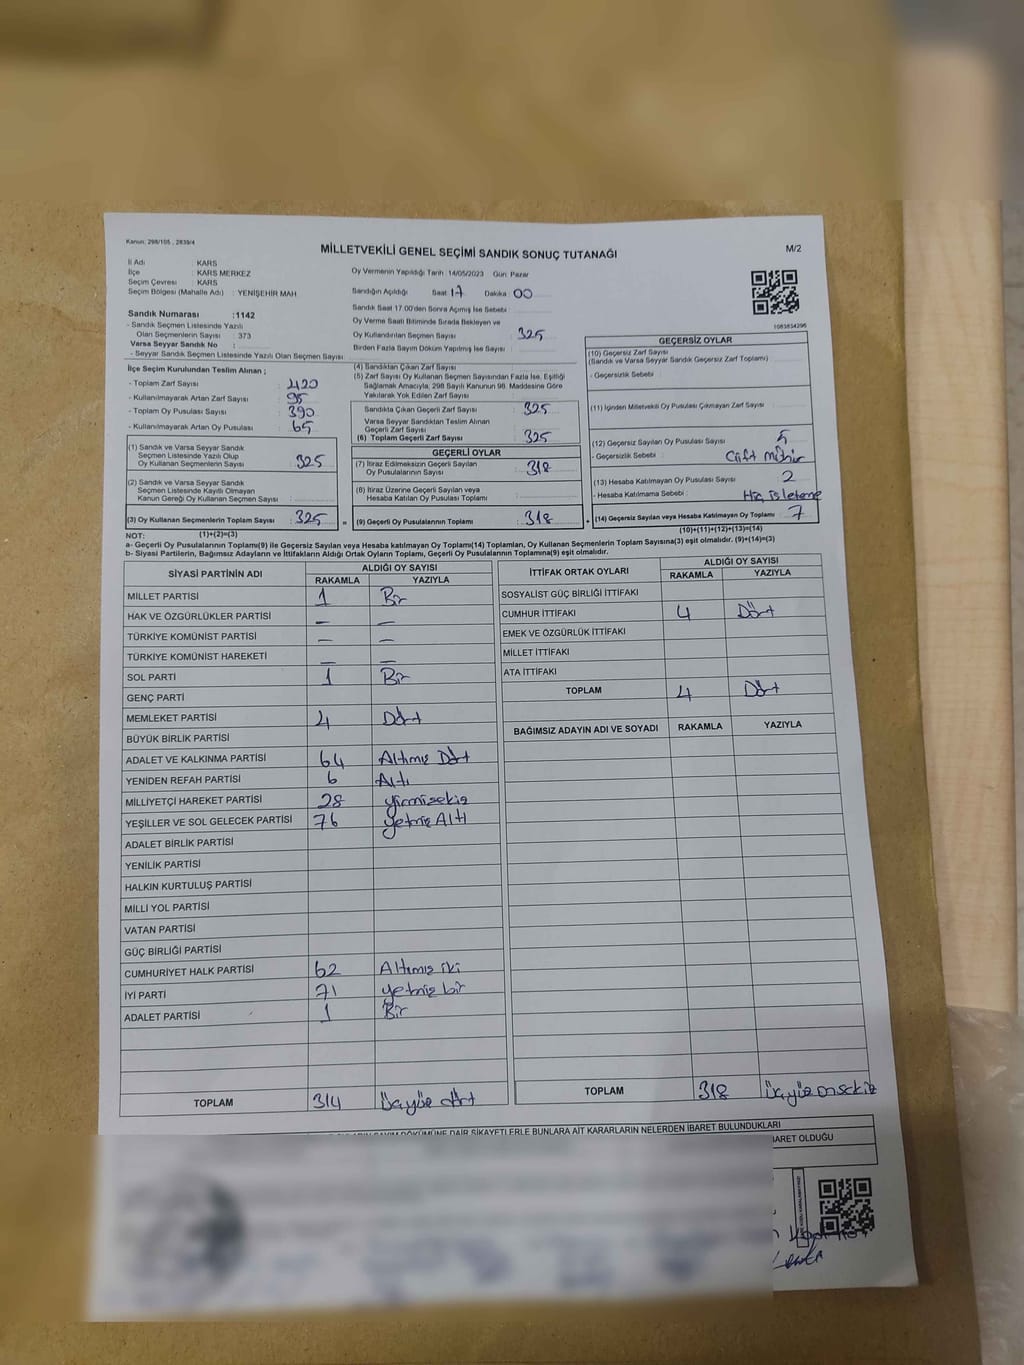 Kanun: 298/105 , 2839/4
MİLLETVEKİLİ GENEL SEÇİMİ SANDIK SONUÇ TUTANAĞI
M/2
İl Adı : KARS
İlçe : KARS MERKEZ
Seçim Çevresi : KARS
Seçim Bölgesi (Mahalle Adı) : YENİŞEHİR MAH
Oy Vermenin Yapıldığı Tarih :14/05/2023 Gün: Pazar
Sandığın Açıldığı Saat 17 Dakika 00
Sandık Saat 17.00'den Sonra Açımış İse Sebebi :
Oy Verme Saati Bitiminde Sırada Bekleyen ve
Oy Kullandırılan Seçmen Sayısı : 325
Birden Fazla Sayım Döküm Yapılmış İse Sayısı :
Sandık Numarası :1142
- Sandık Seçmen Listesinde Yazılı
Olan Seçmenlerin Sayısı : 373
Varsa Seyyar Sandık No :
- Seyyar Sandık Seçmen Listesinde Yazılı Olan Seçmen Sayısı:
1083834296
İlçe Seçim Kurulundan Teslim Alınan ;
- Toplam Zarf Sayısı : 420
- Kullanılmayarak Artan Zarf Sayısı : 95
- Toplam Oy Pusulası Sayısı : 390
- Kullanılmayarak Artan Oy Pusulası : 65
(1) Sandık ve Varsa Seyyar Sandık
Seçmen Listesinde Yazılı Olup
Oy Kullanan Seçmenlerin Sayısı : 325
(2) Sandık ve Varsa Seyyar Sandık
Seçmen Listesinde Kayıtlı Olmayan
Kanun Gereği Oy Kullanan Seçmen Sayısı :
(3) Oy Kullanan Seçmenlerin Toplam Sayısı : 325
(1)+(2)=(3)
(4) Sandıktan Çıkan Zarf Sayısı :
(5) Zarf Sayısı Oy Kullanan Seçmen Sayısından Fazla İse, Eşitliği
Sağlamak Amacıyla, 298 Sayılı Kanunun 98. Maddesine Göre
Yakılarak Yok Edilen Zarf Sayısı :
Sandıkta Çıkan Geçerli Zarf Sayısı : 325
Varsa Seyyar Sandıktan Teslim Alınan
Geçerli Zarf Sayısı :
(6) Toplam Geçerli Zarf Sayısı : 325
GEÇERLİ OYLAR
(7) İtiraz Edilmeksizin Geçerli Sayılan
Oy Pusulalarının Sayısı : 318
(8) İtiraz Üzerine Geçerli Sayılan veya
Hesaba Katılan Oy Pusulası Toplamı :
= (9) Geçerli Oy Pusulalarının Toplamı : 318
GEÇERSİZ OYLAR
(10) Geçersiz Zarf Sayısı
(Sandık ve Varsa Seyyar Sandık Geçersiz Zarf Toplamı) :
- Geçersizlik Sebebi :
(11) İçinden Milletvekili Oy Pusulası Çıkmayan Zarf Sayısı :
(12) Geçersiz Sayılan Oy Pusulası Sayısı : 5
- Geçersizlik Sebebi : Çift Mühür
(13) Hesaba Katılmayan Oy Pusulası Sayısı : 2
- Hesaba Katılmama Sebebi :
+ (14) Geçersiz Sayılan veya Hesaba Katılmayan Oy Toplamı : 7
(10)+(11)+(12)+(13)=(14)
NOT:
a- Geçerli Oy Pusulalarının Toplamı(9) ile Geçersiz Sayılan veya Hesaba katılmayan Oy Toplamı(14) Toplamları, Oy Kullanan Seçmenlerin Toplam Sayısına(3) eşit olmalıdır. (9)+(14)=(3)
b- Siyasi Partilerin, Bağımsız Adayların ve İttifakların Aldığı Ortak Oyların Toplamı, Geçerli Oy Pusulalarının Toplamına(9) eşit olmalıdır.
SİYASİ PARTİNİN ADI
ALDIĞI OY SAYISI
RAKAMLA YAZIYLA
MİLLET PARTİSİ 1 Bir
HAK VE ÖZGÜRLÜKLER PARTİSİ — —
TÜRKİYE KOMÜNİST PARTİSİ — —
TÜRKİYE KOMÜNİST HAREKETİ — —
SOL PARTİ 1 Bir
GENÇ PARTİ
MEMLEKET PARTİSİ 4 Dört
BÜYÜK BİRLİK PARTİSİ
ADALET VE KALKINMA PARTİSİ 64 Altmış Dört
YENİDEN REFAH PARTİSİ 6 Altı
MİLLİYETÇİ HAREKET PARTİSİ 28 yirmisekiz
YEŞİLLER VE SOL GELECEK PARTİSİ 76 yetmiş Altı
ADALET BİRLİK PARTİSİ
YENİLİK PARTİSİ
HALKIN KURTULUŞ PARTİSİ
MİLLİ YOL PARTİSİ
VATAN PARTİSİ
GÜÇ BİRLİĞİ PARTİSİ
CUMHURİYET HALK PARTİSİ 62 Altmış iki
İYİ PARTİ 71 yetmiş bir
ADALET PARTİSİ 1 Bir
TOPLAM 314 üçyüz dört
İTTİFAK ORTAK OYLARI
ALDIĞI OY SAYISI
RAKAMLA YAZIYLA
SOSYALİST GÜÇ BİRLİĞİ İTTİFAKI
CUMHUR İTTİFAKI 4 Dört
EMEK VE ÖZGÜRLÜK İTTİFAKI
MİLLET İTTİFAKI
ATA İTTİFAKI
TOPLAM 4 Dört
BAĞIMSIZ ADAYIN ADI VE SOYADI RAKAMLA YAZIYLA
TOPLAM 318 üçyüz onsekiz
SAYIM DÖKÜMÜNE DAİR ŞİKAYETLERLE BUNLARA AİT KARARLARIN NELERDEN İBARET BULUNDUKLARI
İBARET OLDUĞU